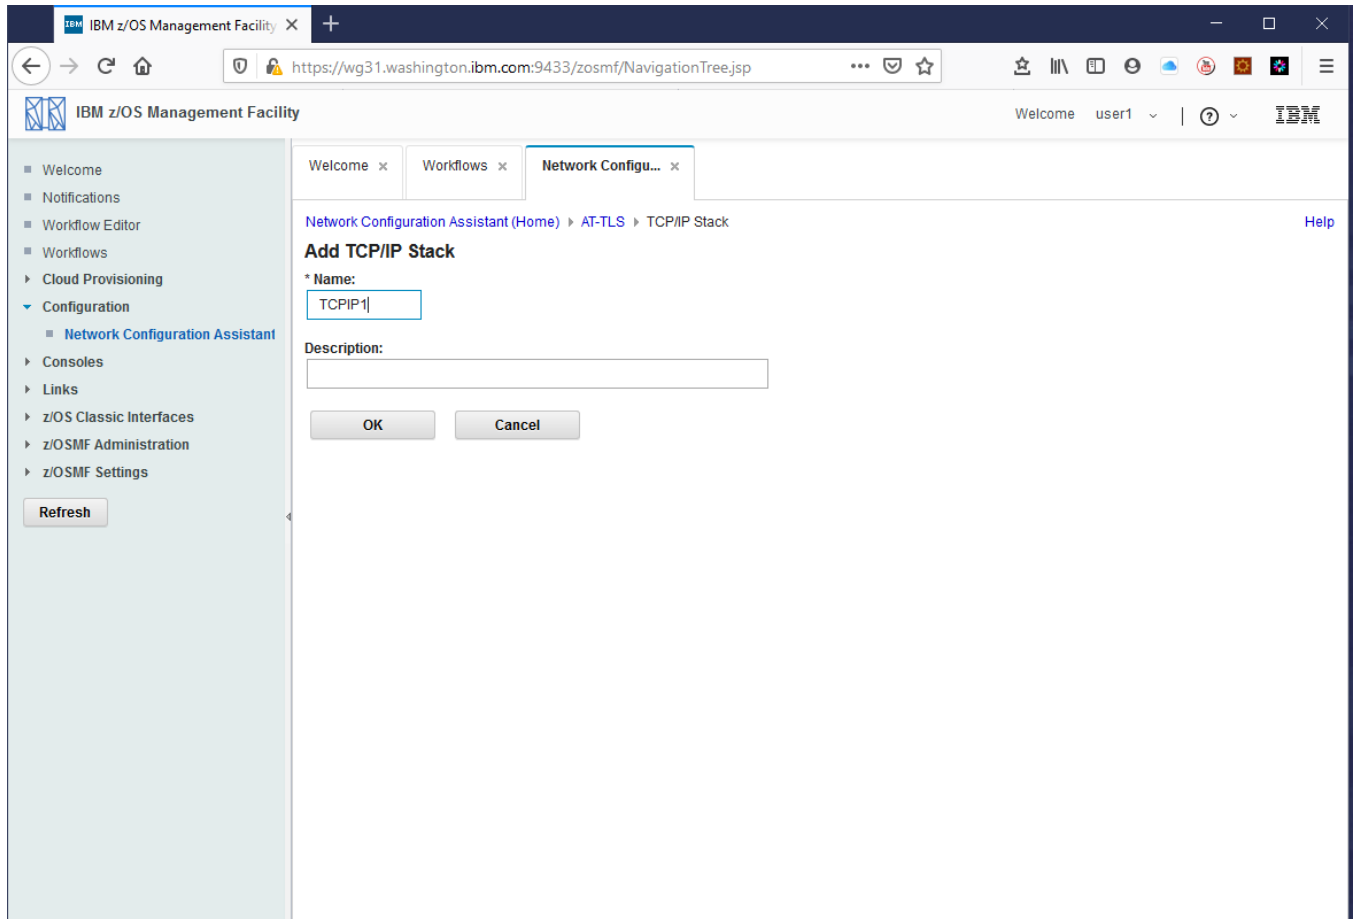 IBM IBM z/OS Management Facility
https://wg31.washington.ibm.com:9433/zosmf/NavigationTree.jsp
IBM z/OS Management Facility
Welcome user1
IBM
Welcome
Notifications
Workflow Editor
Workflows
Cloud Provisioning
Configuration
Network Configuration Assistant
Consoles
Links
z/OS Classic Interfaces
z/OSMF Administration
z/OSMF Settings
Refresh
Welcome Workflows Network Configu...
Network Configuration Assistant (Home) AT-TLS TCP/IP Stack Help
Add TCP/IP Stack
* Name:
TCPIP1
Description:
OK Cancel